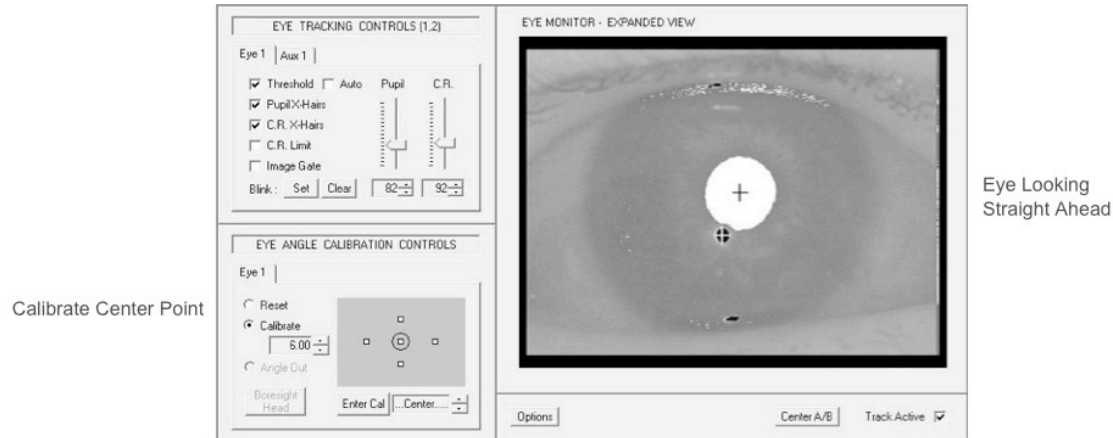 EYE TRACKING CONTROLS (1,2)
Eye 1 Aux 1
Threshold Auto Pupil C.R.
Pupil X-Hairs
C.R. X-Hairs
C.R. Limit
Image Gate
Blink : Set Clear 82 92
EYE ANGLE CALIBRATION CONTROLS
Eye 1
Reset
Calibrate
6.00
Angle Out
Boresight
Head
Enter Cal ...Center.....
Calibrate Center Point
EYE MONITOR - EXPANDED VIEW
Options Center A/B Track Active
Eye Looking
Straight Ahead